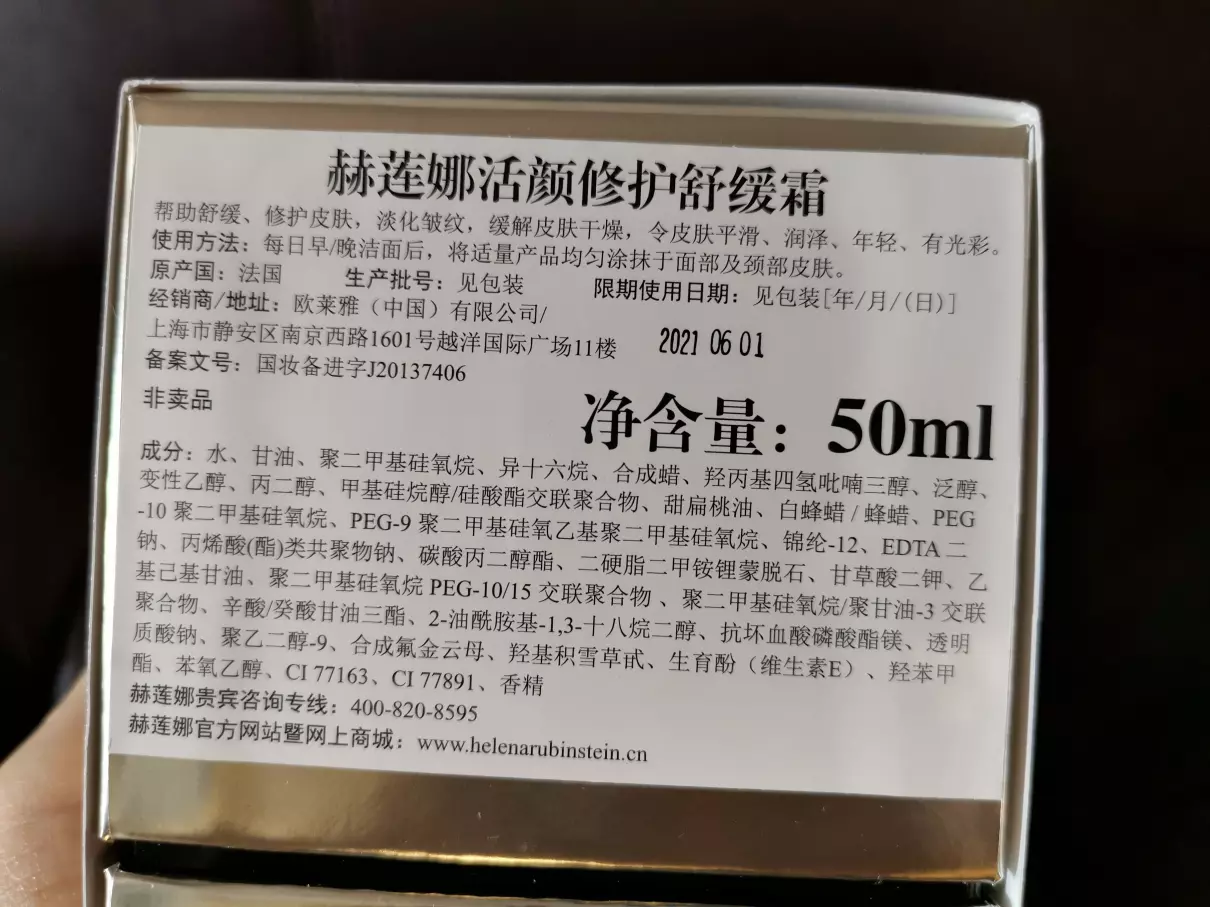 赫莲娜活颜修护舒缓霜
帮助舒缓、修护皮肤，淡化皱纹，缓解皮肤干燥，令皮肤平滑、润泽、年轻、有光彩。
使用方法：每日早/晚洁面后，将适量产品均匀涂抹于面部及颈部皮肤。
原产国：法国 生产批号：见包装 限期使用日期：见包装[年/月/(日)]
经销商/地址：欧莱雅（中国）有限公司/
上海市静安区南京西路1601号越洋国际广场11楼 2021 06 01
备案文号：国妆备进字J20137406
非卖品
净含量：50ml
成分：水、甘油、聚二甲基硅氧烷、异十六烷、合成蜡、羟丙基四氢吡喃三醇、泛醇、
变性乙醇、丙二醇、甲基硅烷醇/硅酸酯交联聚合物、甜扁桃油、白蜂蜡/蜂蜡、PEG
-10 聚二甲基硅氧烷、PEG-9 聚二甲基硅氧乙基聚二甲基硅氧烷、锦纶-12、EDTA 二
钠、丙烯酸(酯)类共聚物钠、碳酸丙二醇酯、二硬脂二甲铵锂蒙脱石、甘草酸二钾、乙
基己基甘油、聚二甲基硅氧烷 PEG-10/15 交联聚合物 、聚二甲基硅氧烷/聚甘油-3 交联
聚合物、辛酸/癸酸甘油三酯、2-油酰胺基-1,3-十八烷二醇、抗坏血酸磷酸酯镁、透明
质酸钠、聚乙二醇-9、合成氟金云母、羟基积雪草甙、生育酚（维生素E）、羟苯甲
酯、苯氧乙醇、CI 77163、CI 77891、香精
赫莲娜贵宾咨询专线：400-820-8595
赫莲娜官方网站暨网上商城：www.helenarubinstein.cn